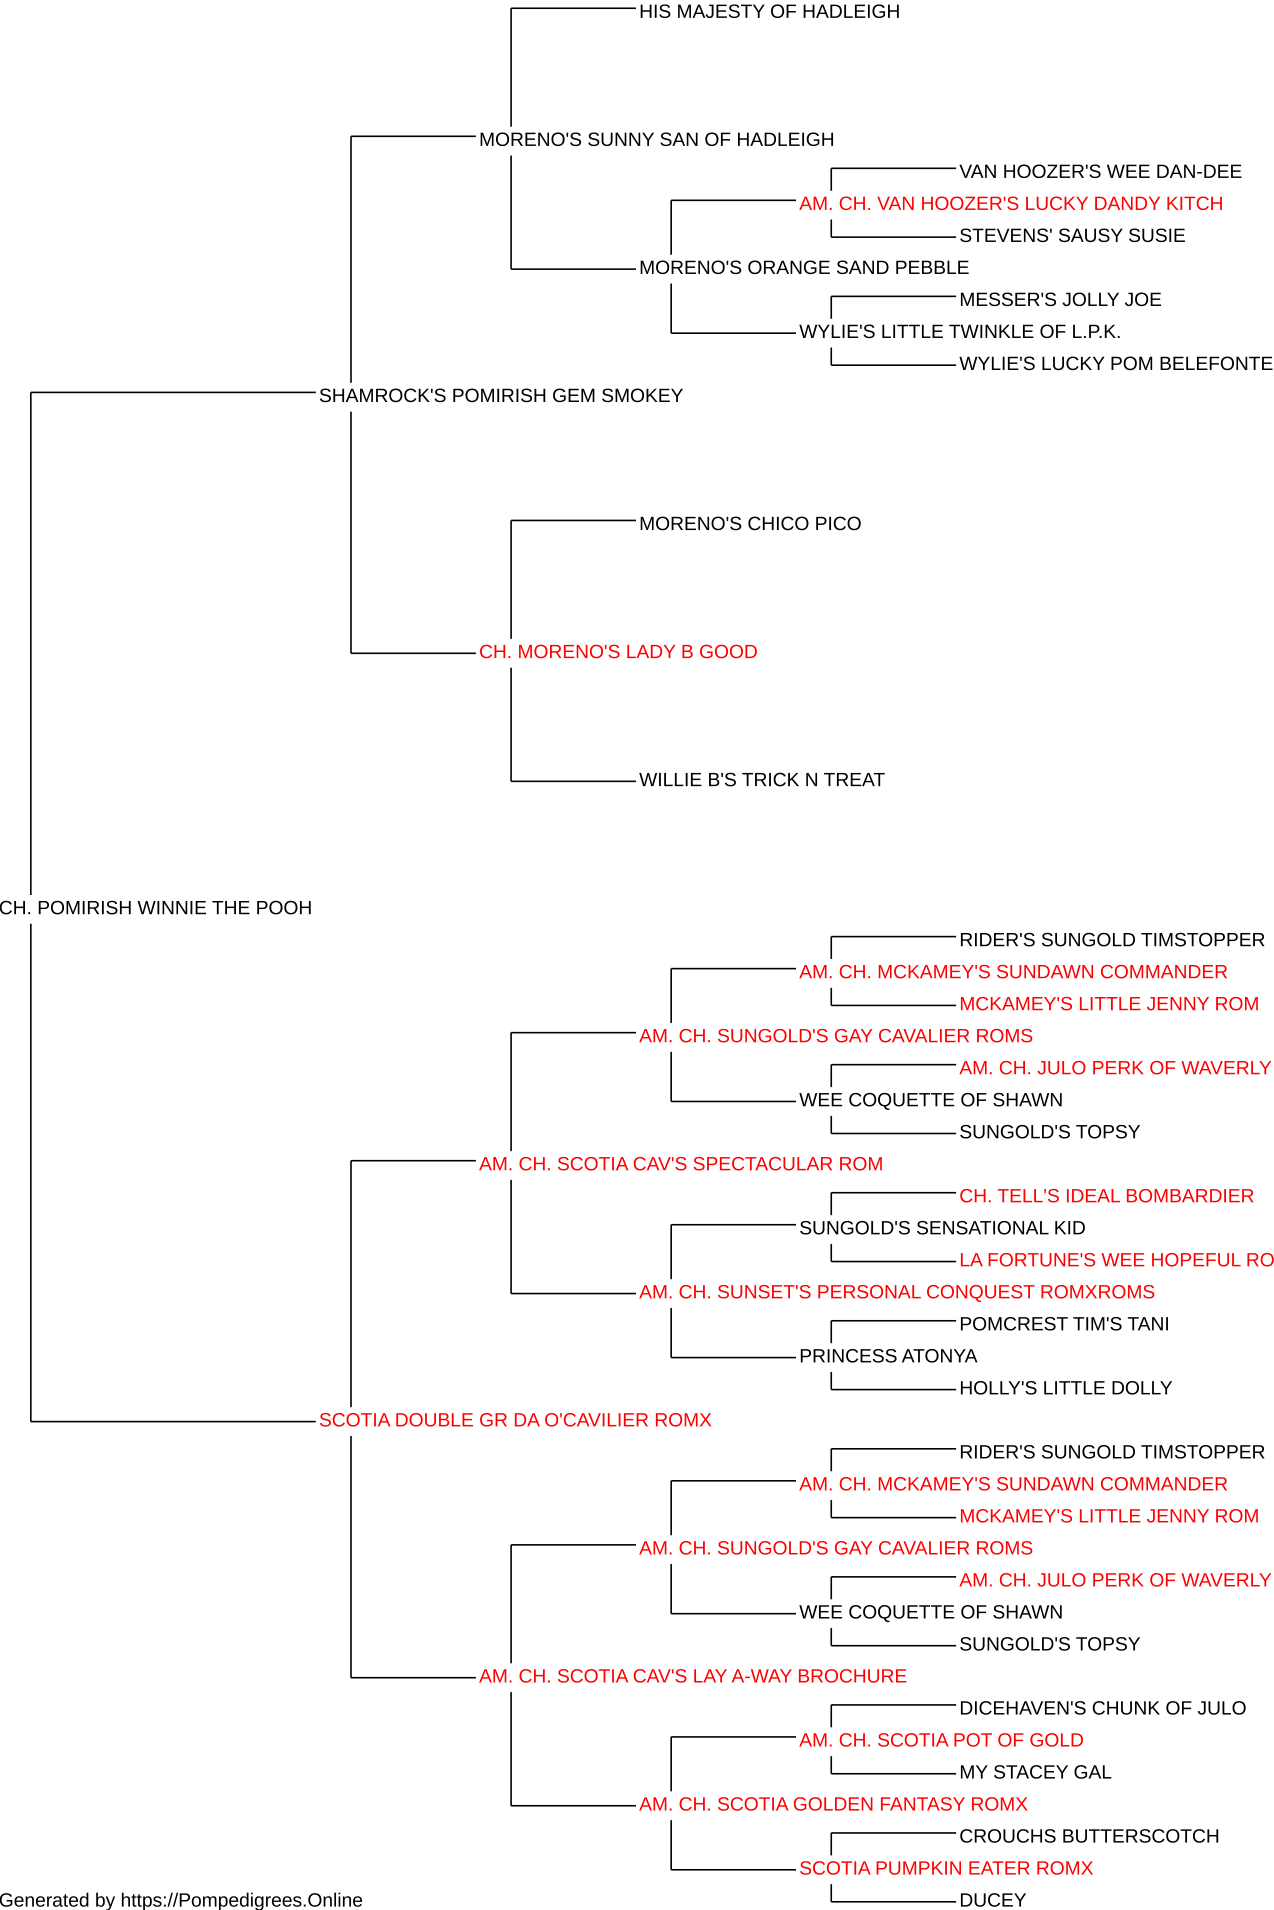 HIS MAJESTY OF HADLEIGH
MORENO'S SUNNY SAN OF HADLEIGH
VAN HOOZER'S WEE DAN-DEE
AM. CH. VAN HOOZER'S LUCKY DANDY KITCH
STEVENS' SAUSY SUSIE
MORENO'S ORANGE SAND PEBBLE
MESSER'S JOLLY JOE
WYLIE'S LITTLE TWINKLE OF L.P.K.
WYLIE'S LUCKY POM BELEFONTE
SHAMROCK'S POMIRISH GEM SMOKEY
MORENO'S CHICO PICO
CH. MORENO'S LADY B GOOD
WILLIE B'S TRICK N TREAT
CH. POMIRISH WINNIE THE POOH
RIDER'S SUNGOLD TIMSTOPPER
AM. CH. MCKAMEY'S SUNDAWN COMMANDER
MCKAMEY'S LITTLE JENNY ROM
AM. CH. SUNGOLD'S GAY CAVALIER ROMS
AM. CH. JULO PERK OF WAVERLY
WEE COQUETTE OF SHAWN
SUNGOLD'S TOPSY
AM. CH. SCOTIA CAV'S SPECTACULAR ROM
CH. TELL'S IDEAL BOMBARDIER
SUNGOLD'S SENSATIONAL KID
LA FORTUNE'S WEE HOPEFUL RO
AM. CH. SUNSET'S PERSONAL CONQUEST ROMXROMS
POMCREST TIM'S TANI
PRINCESS ATONYA
HOLLY'S LITTLE DOLLY
SCOTIA DOUBLE GR DA O'CAVILIER ROMX
RIDER'S SUNGOLD TIMSTOPPER
AM. CH. MCKAMEY'S SUNDAWN COMMANDER
MCKAMEY'S LITTLE JENNY ROM
AM. CH. SUNGOLD'S GAY CAVALIER ROMS
AM. CH. JULO PERK OF WAVERLY
WEE COQUETTE OF SHAWN
SUNGOLD'S TOPSY
AM. CH. SCOTIA CAV'S LAY A-WAY BROCHURE
DICEHAVEN'S CHUNK OF JULO
AM. CH. SCOTIA POT OF GOLD
MY STACEY GAL
AM. CH. SCOTIA GOLDEN FANTASY ROMX
CROUCHS BUTTERSCOTCH
SCOTIA PUMPKIN EATER ROMX
DUCEY
Generated by https://Pompedigrees.Online